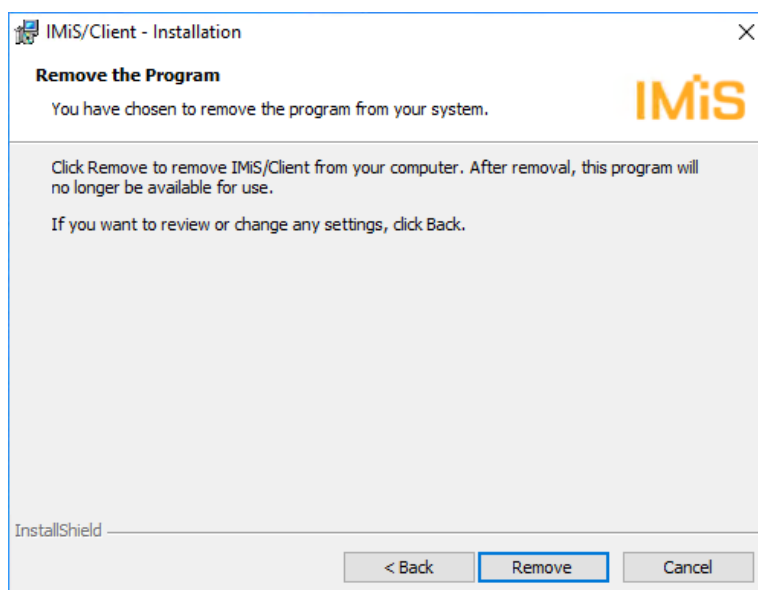 IMiS/Client - Installation
Remove the Program
You have chosen to remove the program from your system.
IMiS
Click Remove to remove IMiS/Client from your computer. After removal, this program will
no longer be available for use.
If you want to review or change any settings, click Back.
InstallShield
< Back
Remove
Cancel